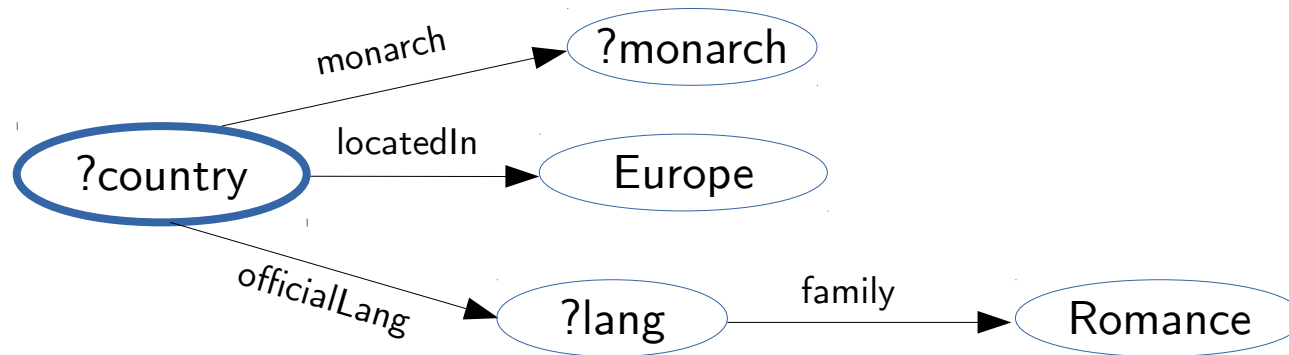 monarch
?monarch
?country
locatedIn
Europe
officialLang
?lang
family
Romance